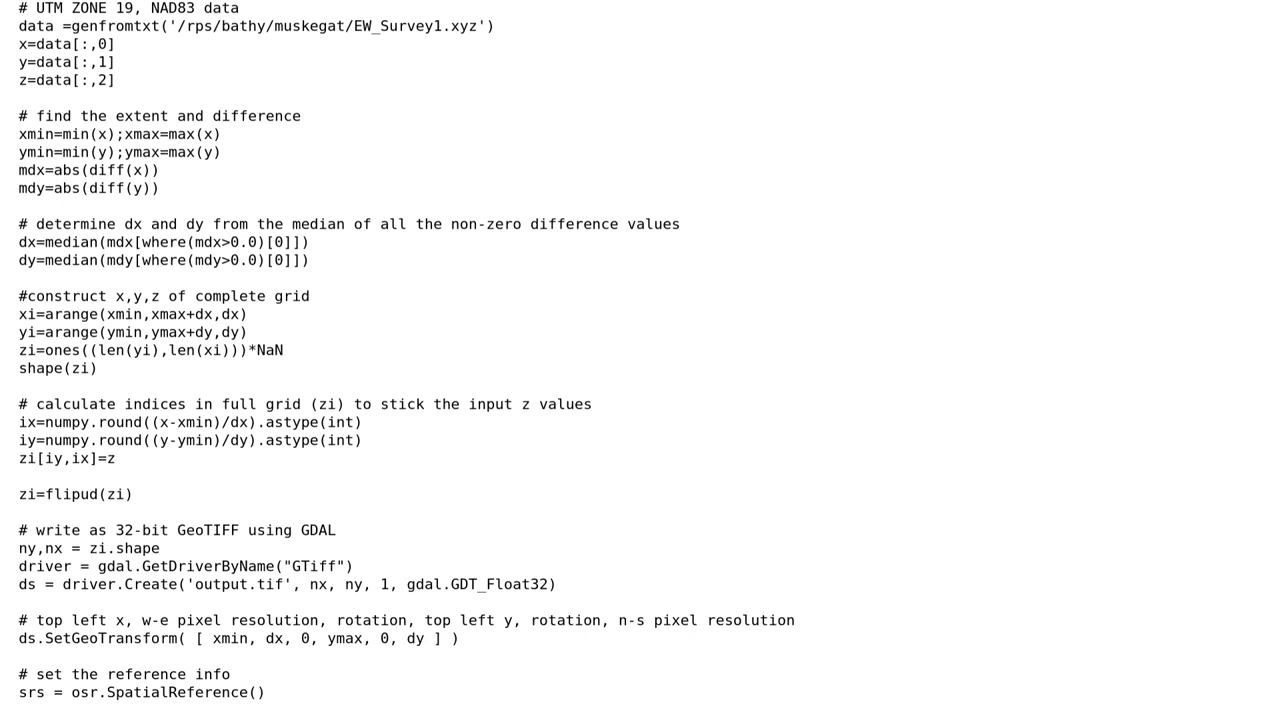 # UTM ZONE 19, NAD83 data
data =genfromtxt('/rps/bathy/muskegat/EW_Survey1.xyz')
x=data[:,0]
y=data[:,1]
z=data[:,2]
# find the extent and difference
xmin=min(x);xmax=max(x)
ymin=min(y);ymax=max(y)
mdx=abs(diff(x))
mdy=abs(diff(y))
# determine dx and dy from the median of all the non-zero difference values
dx=median(mdx[where(mdx>0.0)[0]])
dy=median(mdy[where(mdy>0.0)[0]])
#construct x,y,z of complete grid
xi=arange(xmin,xmax+dx,dx)
yi=arange(ymin,ymax+dy,dy)
zi=ones((len(yi),len(xi)))*NaN
shape(zi)
# calculate indices in full grid (zi) to stick the input z values
ix=numpy.round((x-xmin)/dx).astype(int)
iy=numpy.round((y-ymin)/dy).astype(int)
zi[iy,ix]=z
zi=flipud(zi)
# write as 32-bit GeoTIFF using GDAL
ny,nx = zi.shape
driver = gdal.GetDriverByName("GTiff")
ds = driver.Create('output.tif', nx, ny, 1, gdal.GDT_Float32)
# top left x, w-e pixel resolution, rotation, top left y, rotation, n-s pixel resolution
ds.SetGeoTransform( [ xmin, dx, 0, ymax, 0, dy ] )
# set the reference info
srs = osr.SpatialReference()